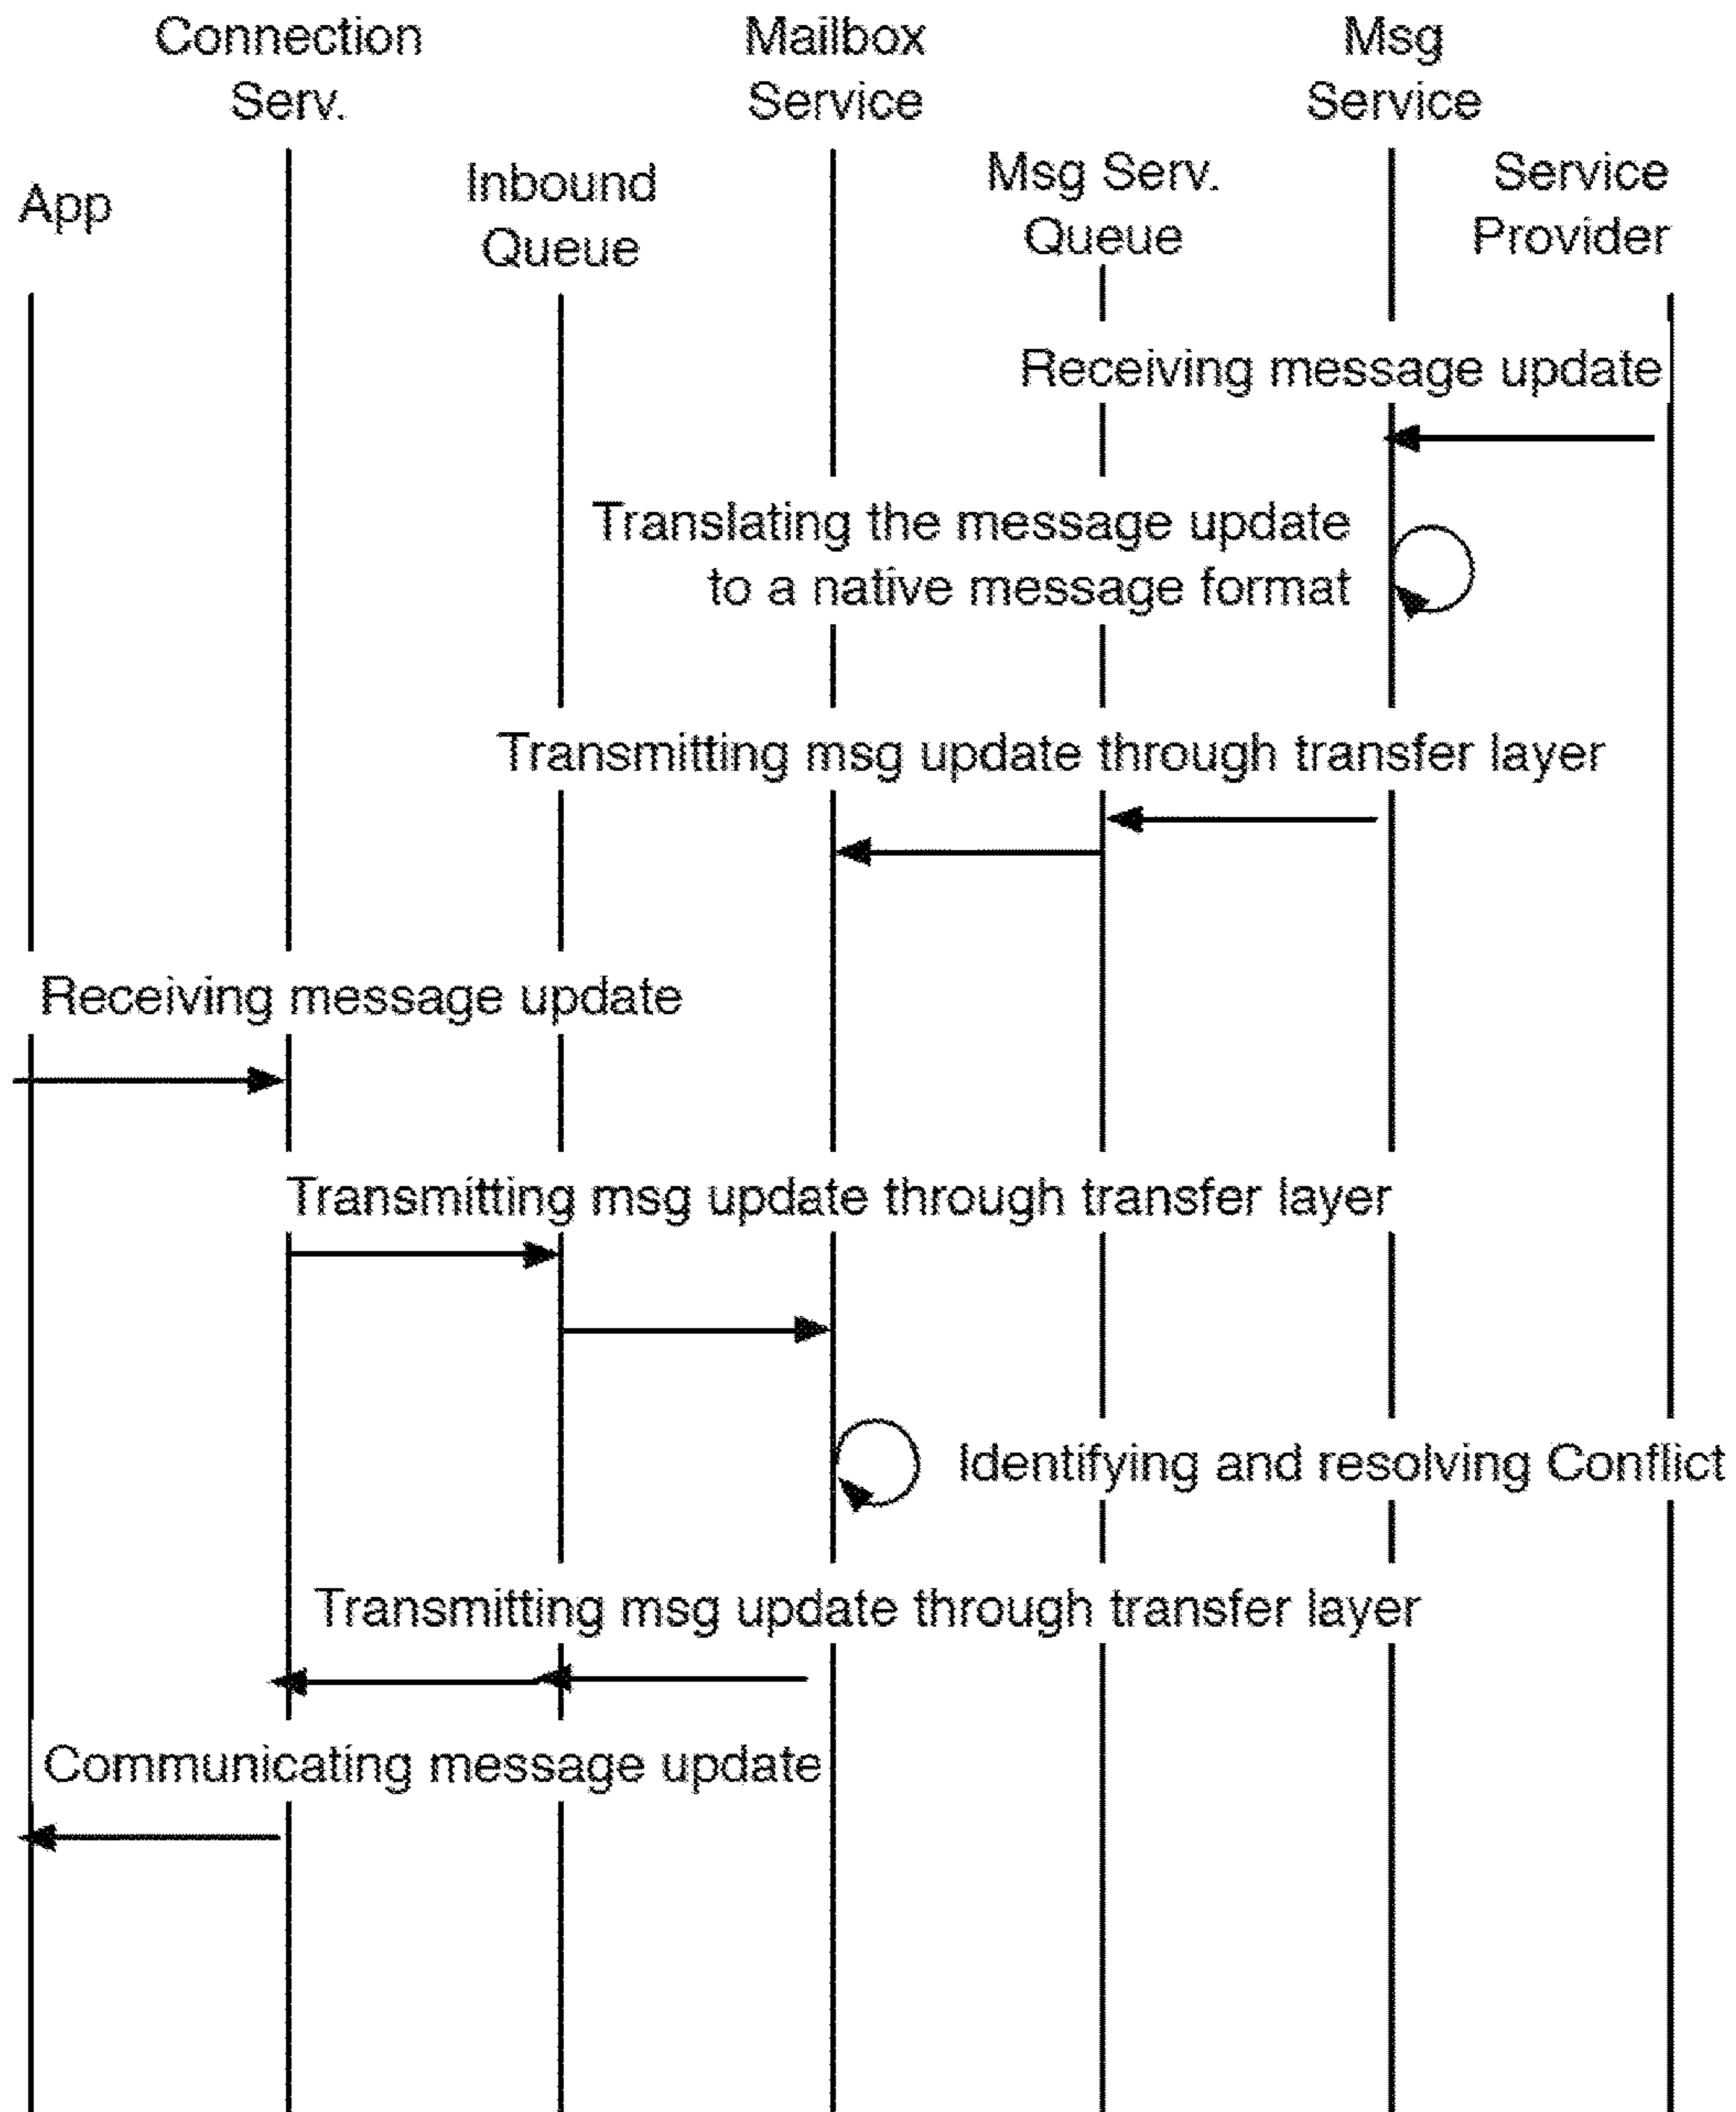 Connection
Serv.
Mailbox
Service
Msg
Service
App
Inbound
Queue
Msg Serv.
Queue
Service
Provider
Receiving message update
Translating the message update
to a native message format
Transmitting msg update through transfer layer
Receiving message update
Transmitting msg update through transfer layer
Identifying and resolving Conflict
Transmitting msg update through transfer layer
Communicating message update